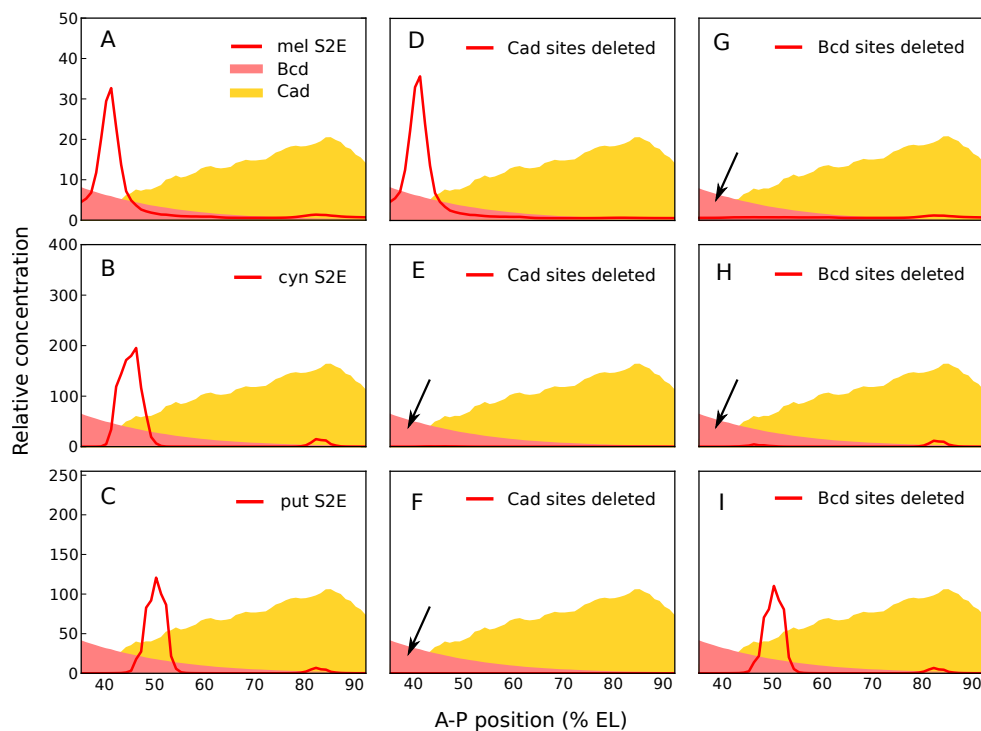 A
mel S2E
Bcd
Cad
50
40
30
20
10
0
D
Cad sites deleted
G
Bcd sites deleted
B
cyn S2E
400
300
200
100
0
E
Cad sites deleted
H
Bcd sites deleted
C
put S2E
250
200
150
100
50
0
F
Cad sites deleted
I
Bcd sites deleted
40 50 60 70 80 90
40 50 60 70 80 90
40 50 60 70 80 90
Relative concentration
A-P position (% EL)